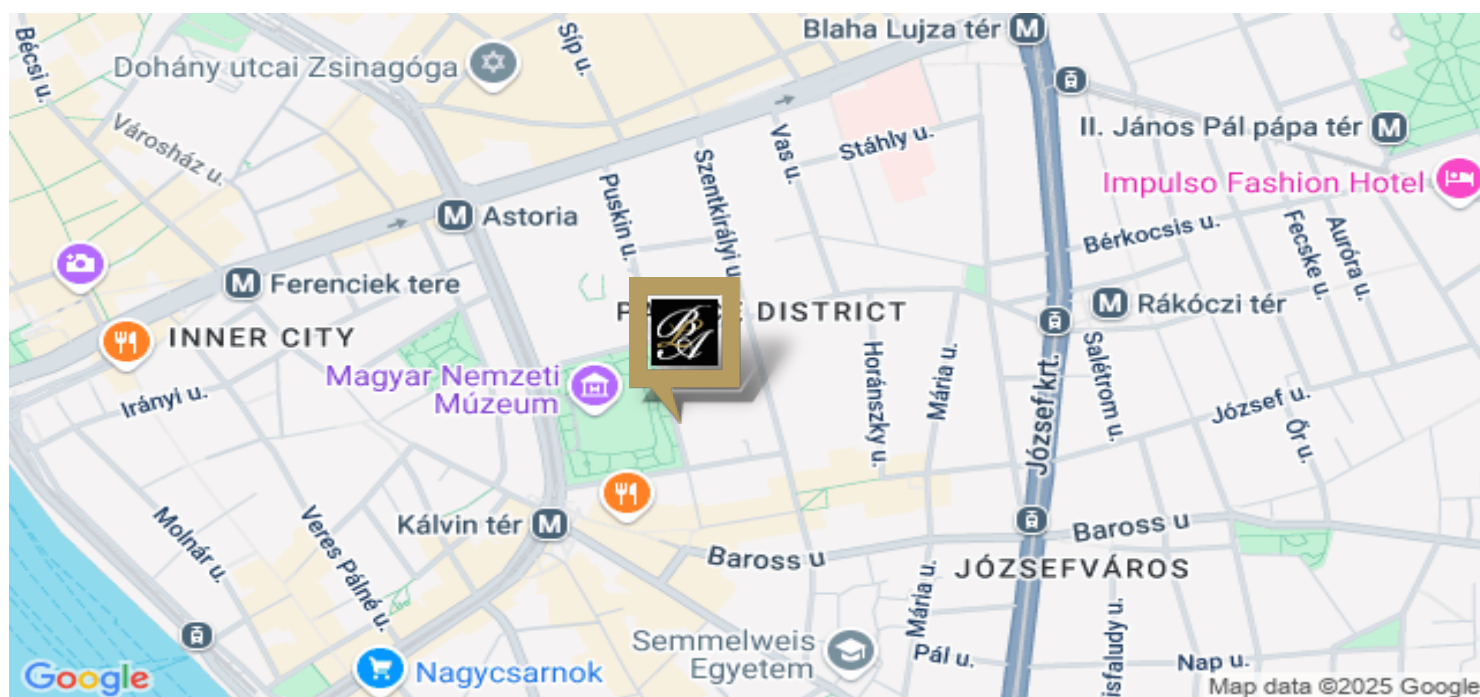 Blaha Lujza tér
M
Síp u.
Bécsi u.
Dohány utcai Zsinagóga
Vas u.
II. János Pál pápa tér
M
Városház u.
Stáhly u.
Szentkirályi u
Impulso Fashion Hotel
Puskin u.
M
Astoria
Bérkocsis u.
Fecske u.
Auróra u.
M
Ferenciek tere
M
Rákóczi tér
DISTRICT
INNER CITY
Magyar Nemzeti
Múzeum
Horánszky u.
Mária u.
Salétrom u.
József krt.
Irányi u.
József u.
Őr u.
Kálvin tér
M
Molnár u.
Veres Pálné u.
Baross u
Baross u
JÓZSEFVÁROS
Mária u.
Semmelweis
Egyetem
Pál u.
isfaludy u.
Nap u.
Nagycsarnok
Google
Map data ©2025 Google